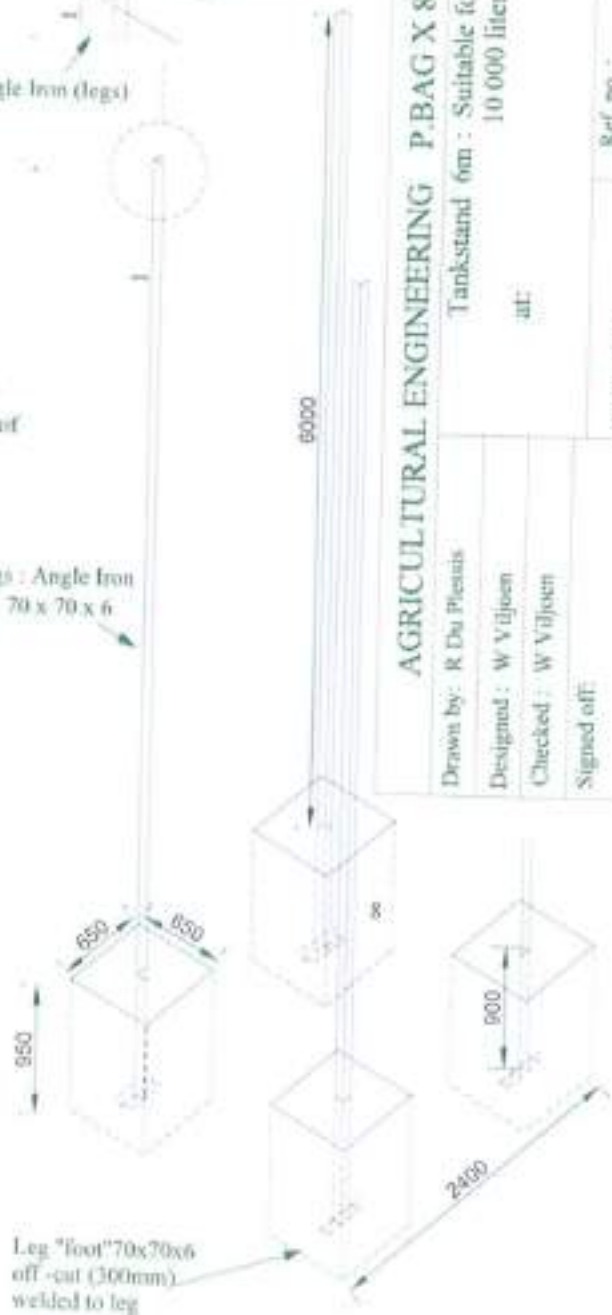 gle Iron (legs)
6000
of
s : Angle Iron
70 x 70 x 6
650
650
950
8
900
2400
Leg "foot"70x70x6
off -cut (300mm)
welded to leg
AGRICULTURAL ENGINEERING P.BAG X 8
Tankstand 6m : Suitable fo
10 000 liter
at:
Drawn by: R Du Plessis
Designed : W Viljoen
Checked : W Viljoen
Signed off:
Ref no :